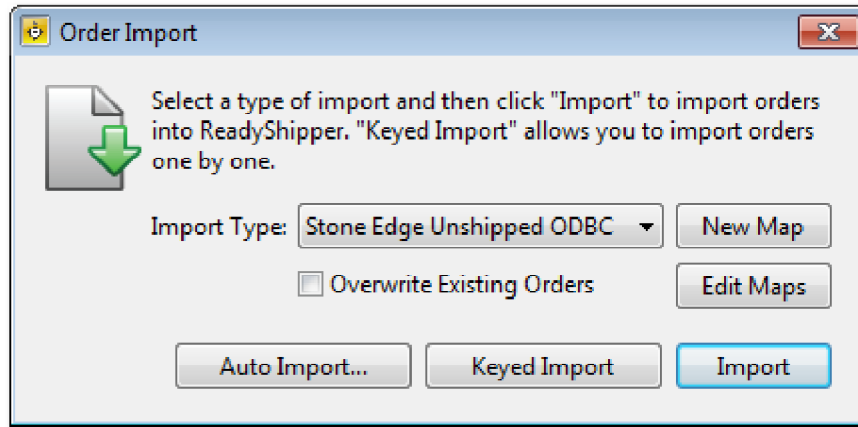 Order Import
Select a type of import and then click "Import" to import orders
into ReadyShipper. "Keyed Import" allows you to import orders
one by one.
Import Type: Stone Edge Unshipped ODBC New Map
Overwrite Existing Orders Edit Maps
Auto Import... Keyed Import Import